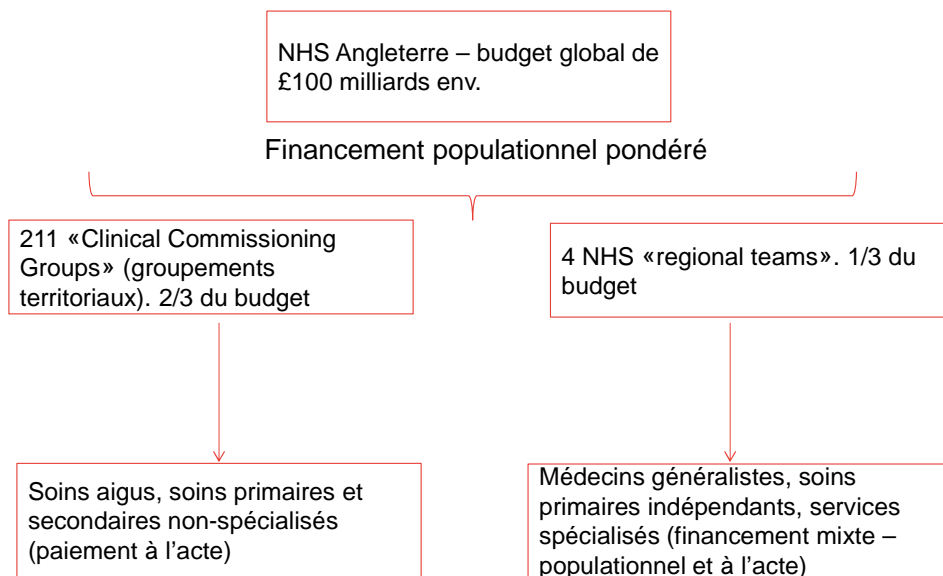 NHS Angleterre – budget global de
£100 milliards env.
Financement populationnel pondéré
211 «Clinical Commissioning
Groups» (groupements
territoriaux). 2/3 du budget
4 NHS «regional teams». 1/3 du
budget
Soins aigus, soins primaires et
secondaires non-spécialisés
(paiement à l’acte)
Médecins généralistes, soins
primaires indépendants, services
spécialisés (financement mixte –
populationnel et à l’acte)